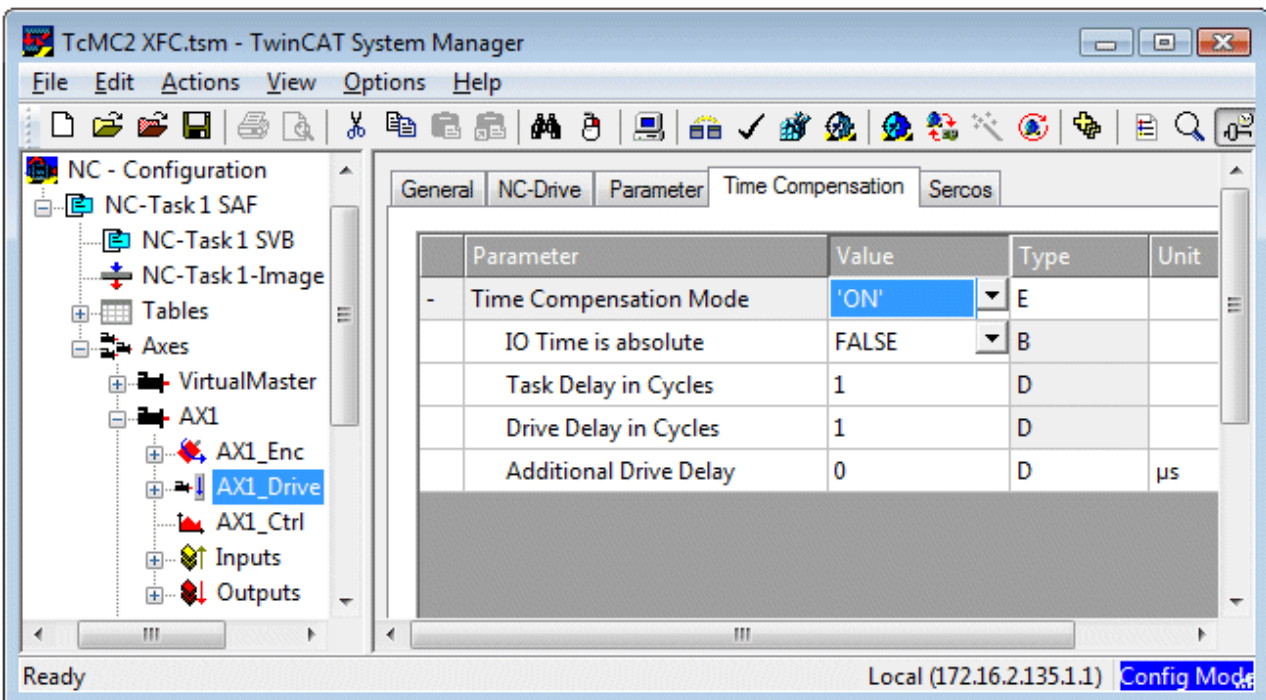 TcMC2 XFC.tsm - TwinCAT System Manager
File Edit Actions View Options Help
NC - Configuration
NC-Task 1 SAF
NC-Task 1 SVB
NC-Task 1-Image
Tables
Axes
VirtualMaster
AX1
AX1_Enc
AX1_Drive
AX1_Ctrl
Inputs
Outputs
General NC-Drive Parameter Time Compensation Sercos
Parameter Value Type Unit
- Time Compensation Mode 'ON' E
IO Time is absolute FALSE B
Task Delay in Cycles 1 D
Drive Delay in Cycles 1 D
Additional Drive Delay 0 D µs
Ready Local (172.16.2.135.1.1) Config Mode